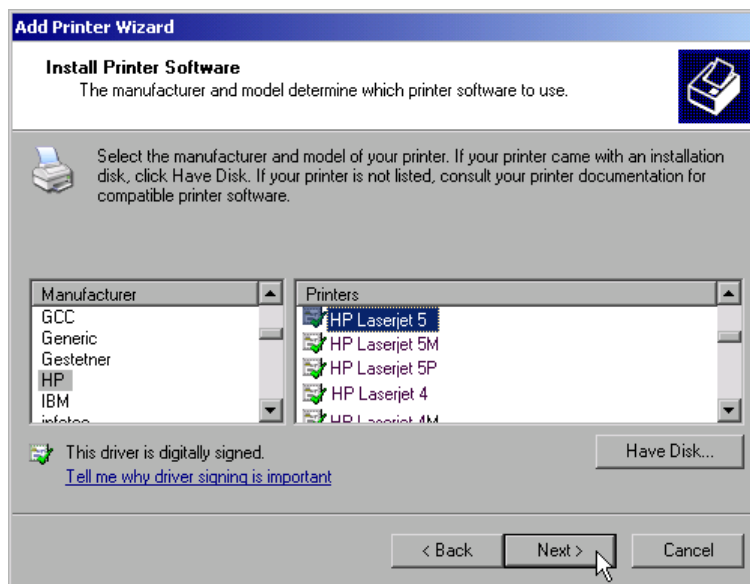 Add Printer Wizard
Install Printer Software
The manufacturer and model determine which printer software to use.
Select the manufacturer and model of your printer. If your printer came with an installation
disk, click Have Disk. If your printer is not listed, consult your printer documentation for
compatible printer software.
Manufacturer
GCC
Generic
Gestetner
HP
IBM
infotec
Printers
HP Laserjet 5
HP Laserjet 5M
HP Laserjet 5P
HP Laserjet 4
HP Laserjet 4M
This driver is digitally signed.
Tell me why driver signing is important
Have Disk...
< Back
Next >
Cancel